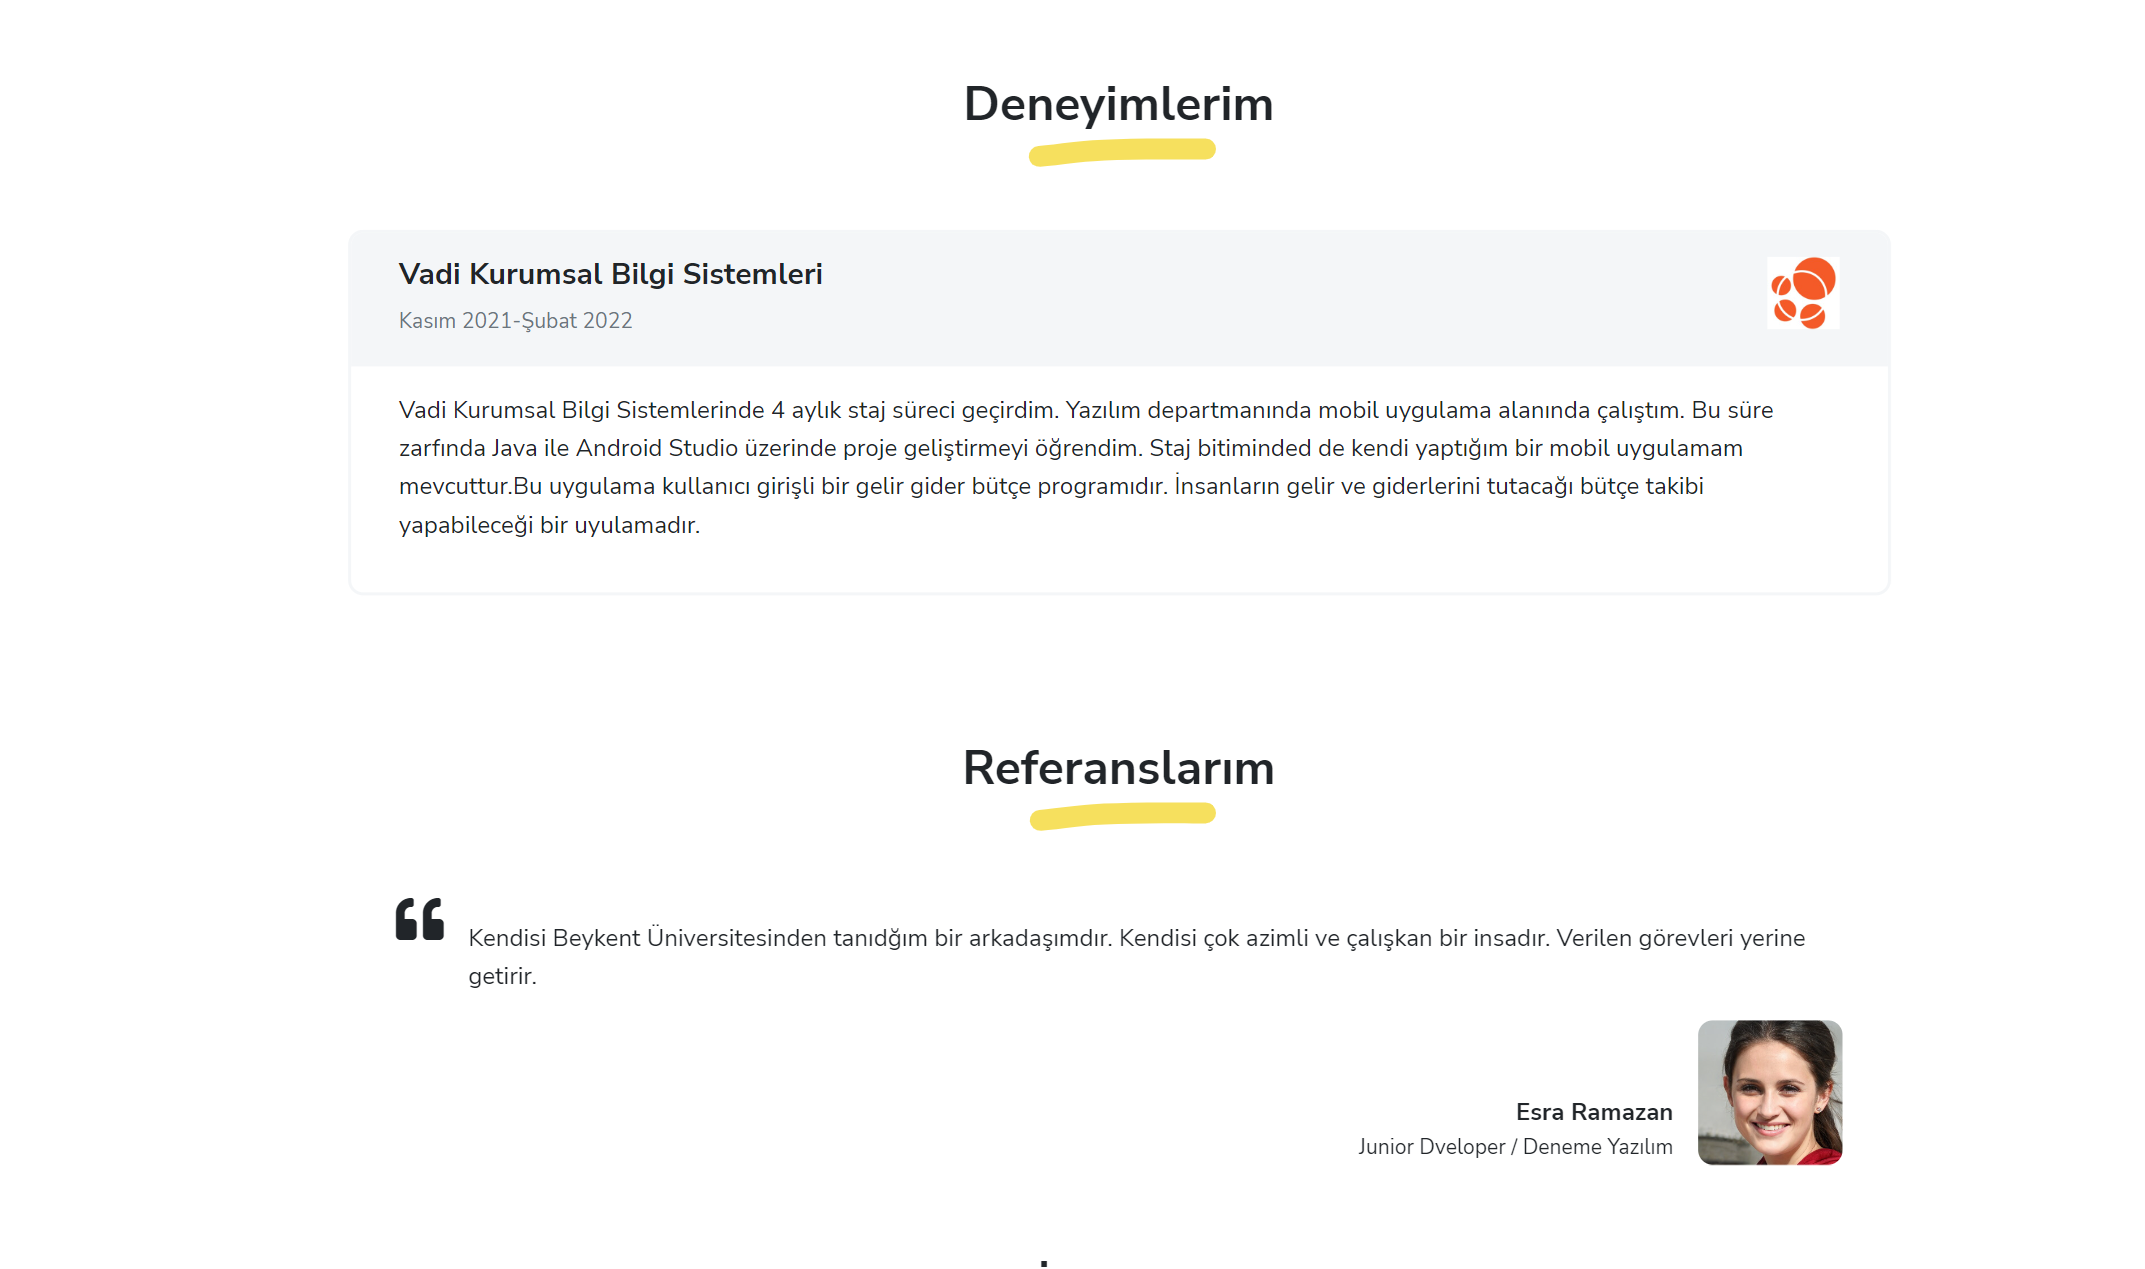 Deneyimlerim
Vadi Kurumsal Bilgi Sistemleri
Kasım 2021-Şubat 2022
Vadi Kurumsal Bilgi Sistemlerinde 4 aylık staj süreci geçirdim. Yazılım departmanında mobil uygulama alanında çalıştım. Bu süre
zarfında Java ile Android Studio üzerinde proje geliştirmeyi öğrendim. Staj bitiminded de kendi yaptığım bir mobil uygulamam
mevcuttur.Bu uygulama kullanıcı girişli bir gelir gider bütçe programıdır. İnsanların gelir ve giderlerini tutacağı bütçe takibi
yapabileceği bir uyulamadır.
Referanslarım
Kendisi Beykent Üniversitesinden tanıdğım bir arkadaşımdır. Kendisi çok azimli ve çalışkan bir insadır. Verilen görevleri yerine
getirir.
Esra Ramazan
Junior Dveloper / Deneme Yazılım